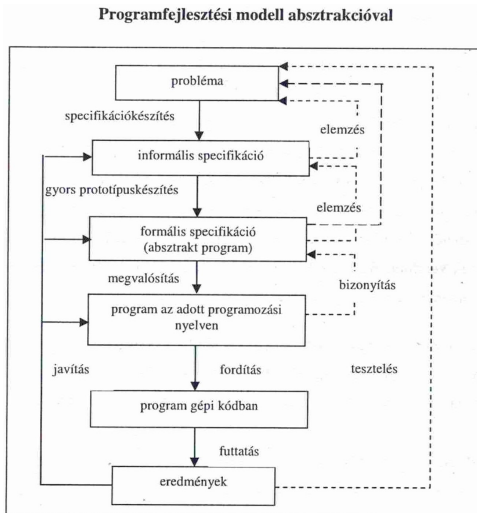 Programfejlesztési modell absztrakcióval
probléma
specifikációkészítés
elemzés
informális specifikáció
gyors prototípuskészítés
elemzés
formális specifikáció
(absztrakt program)
megvalósítás
bizonyítás
program az adott programozási
nyelven
javítás
fordítás
tesztelés
program gépi kódban
futtatás
eredmények